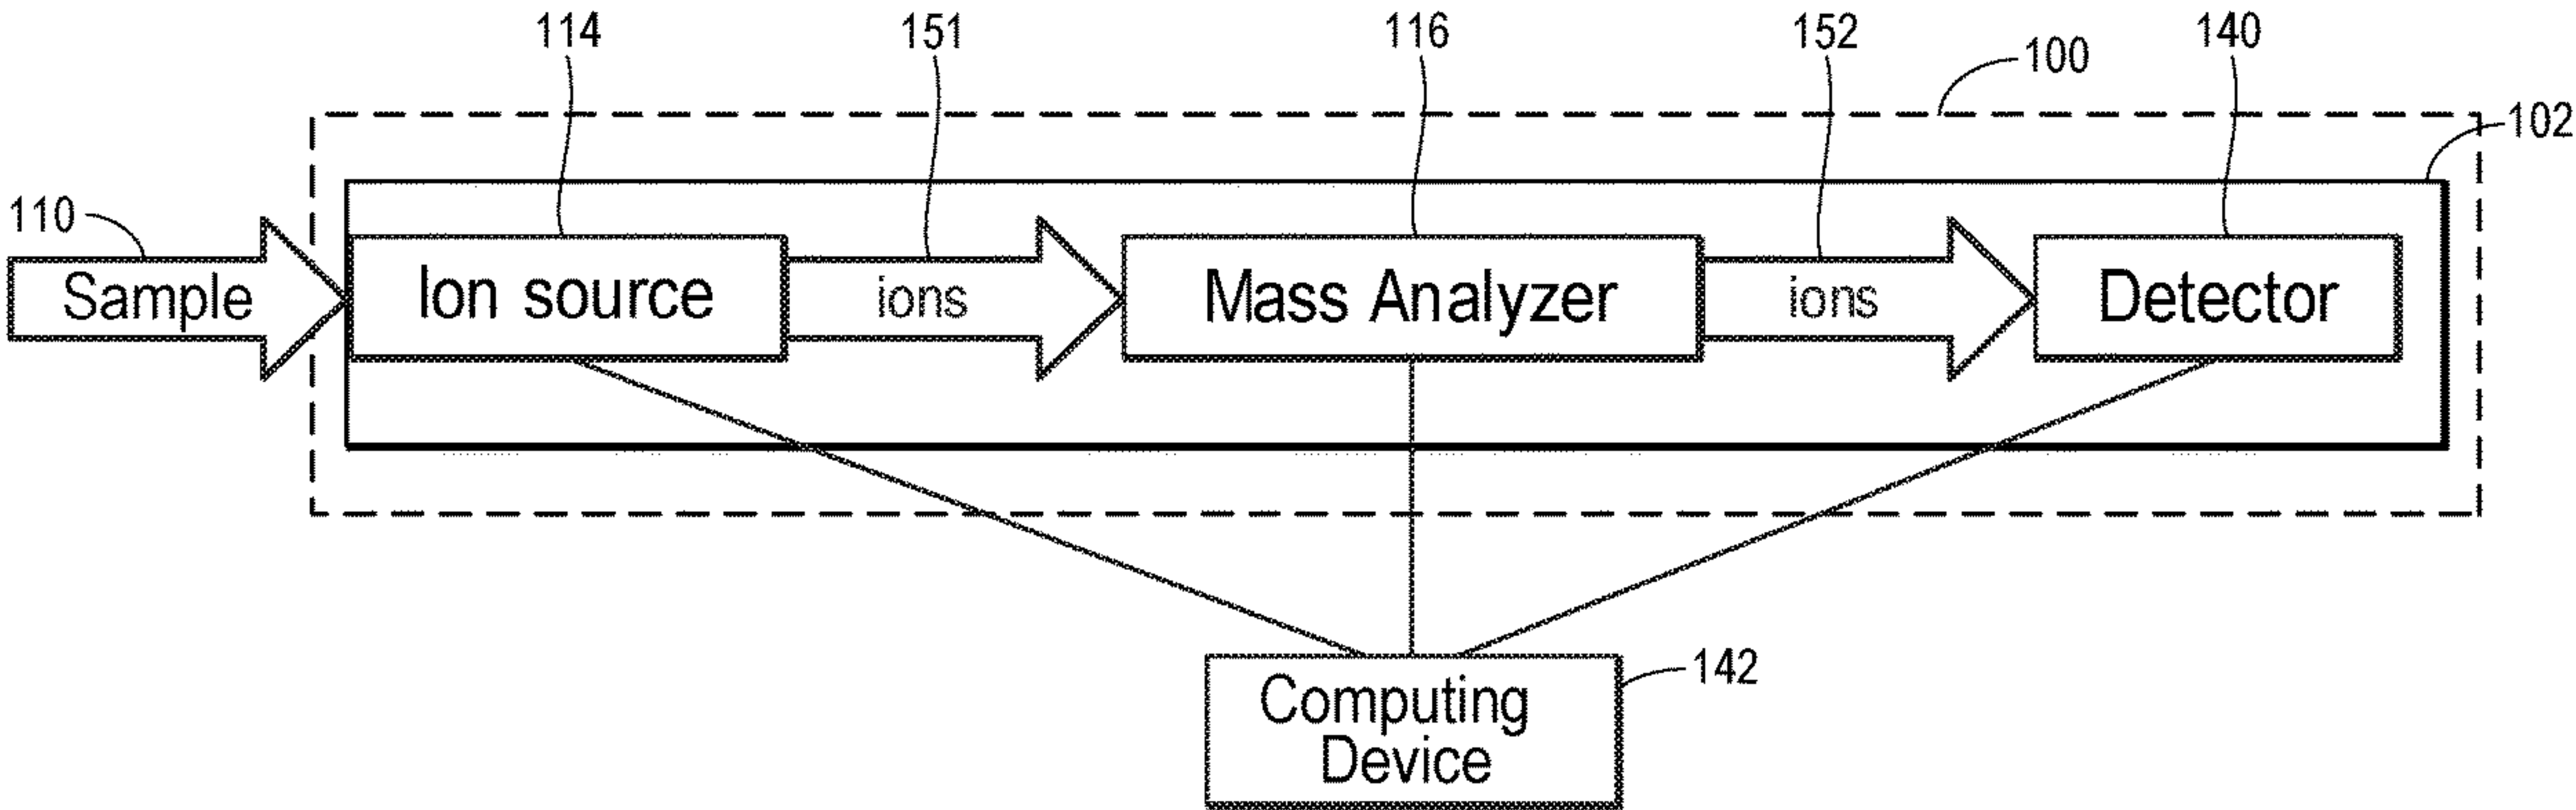 114
151
116
152
100
140
102
110
Sample
Ion source
ions
Mass Analyzer
ions
Detector
Computing
Device
142